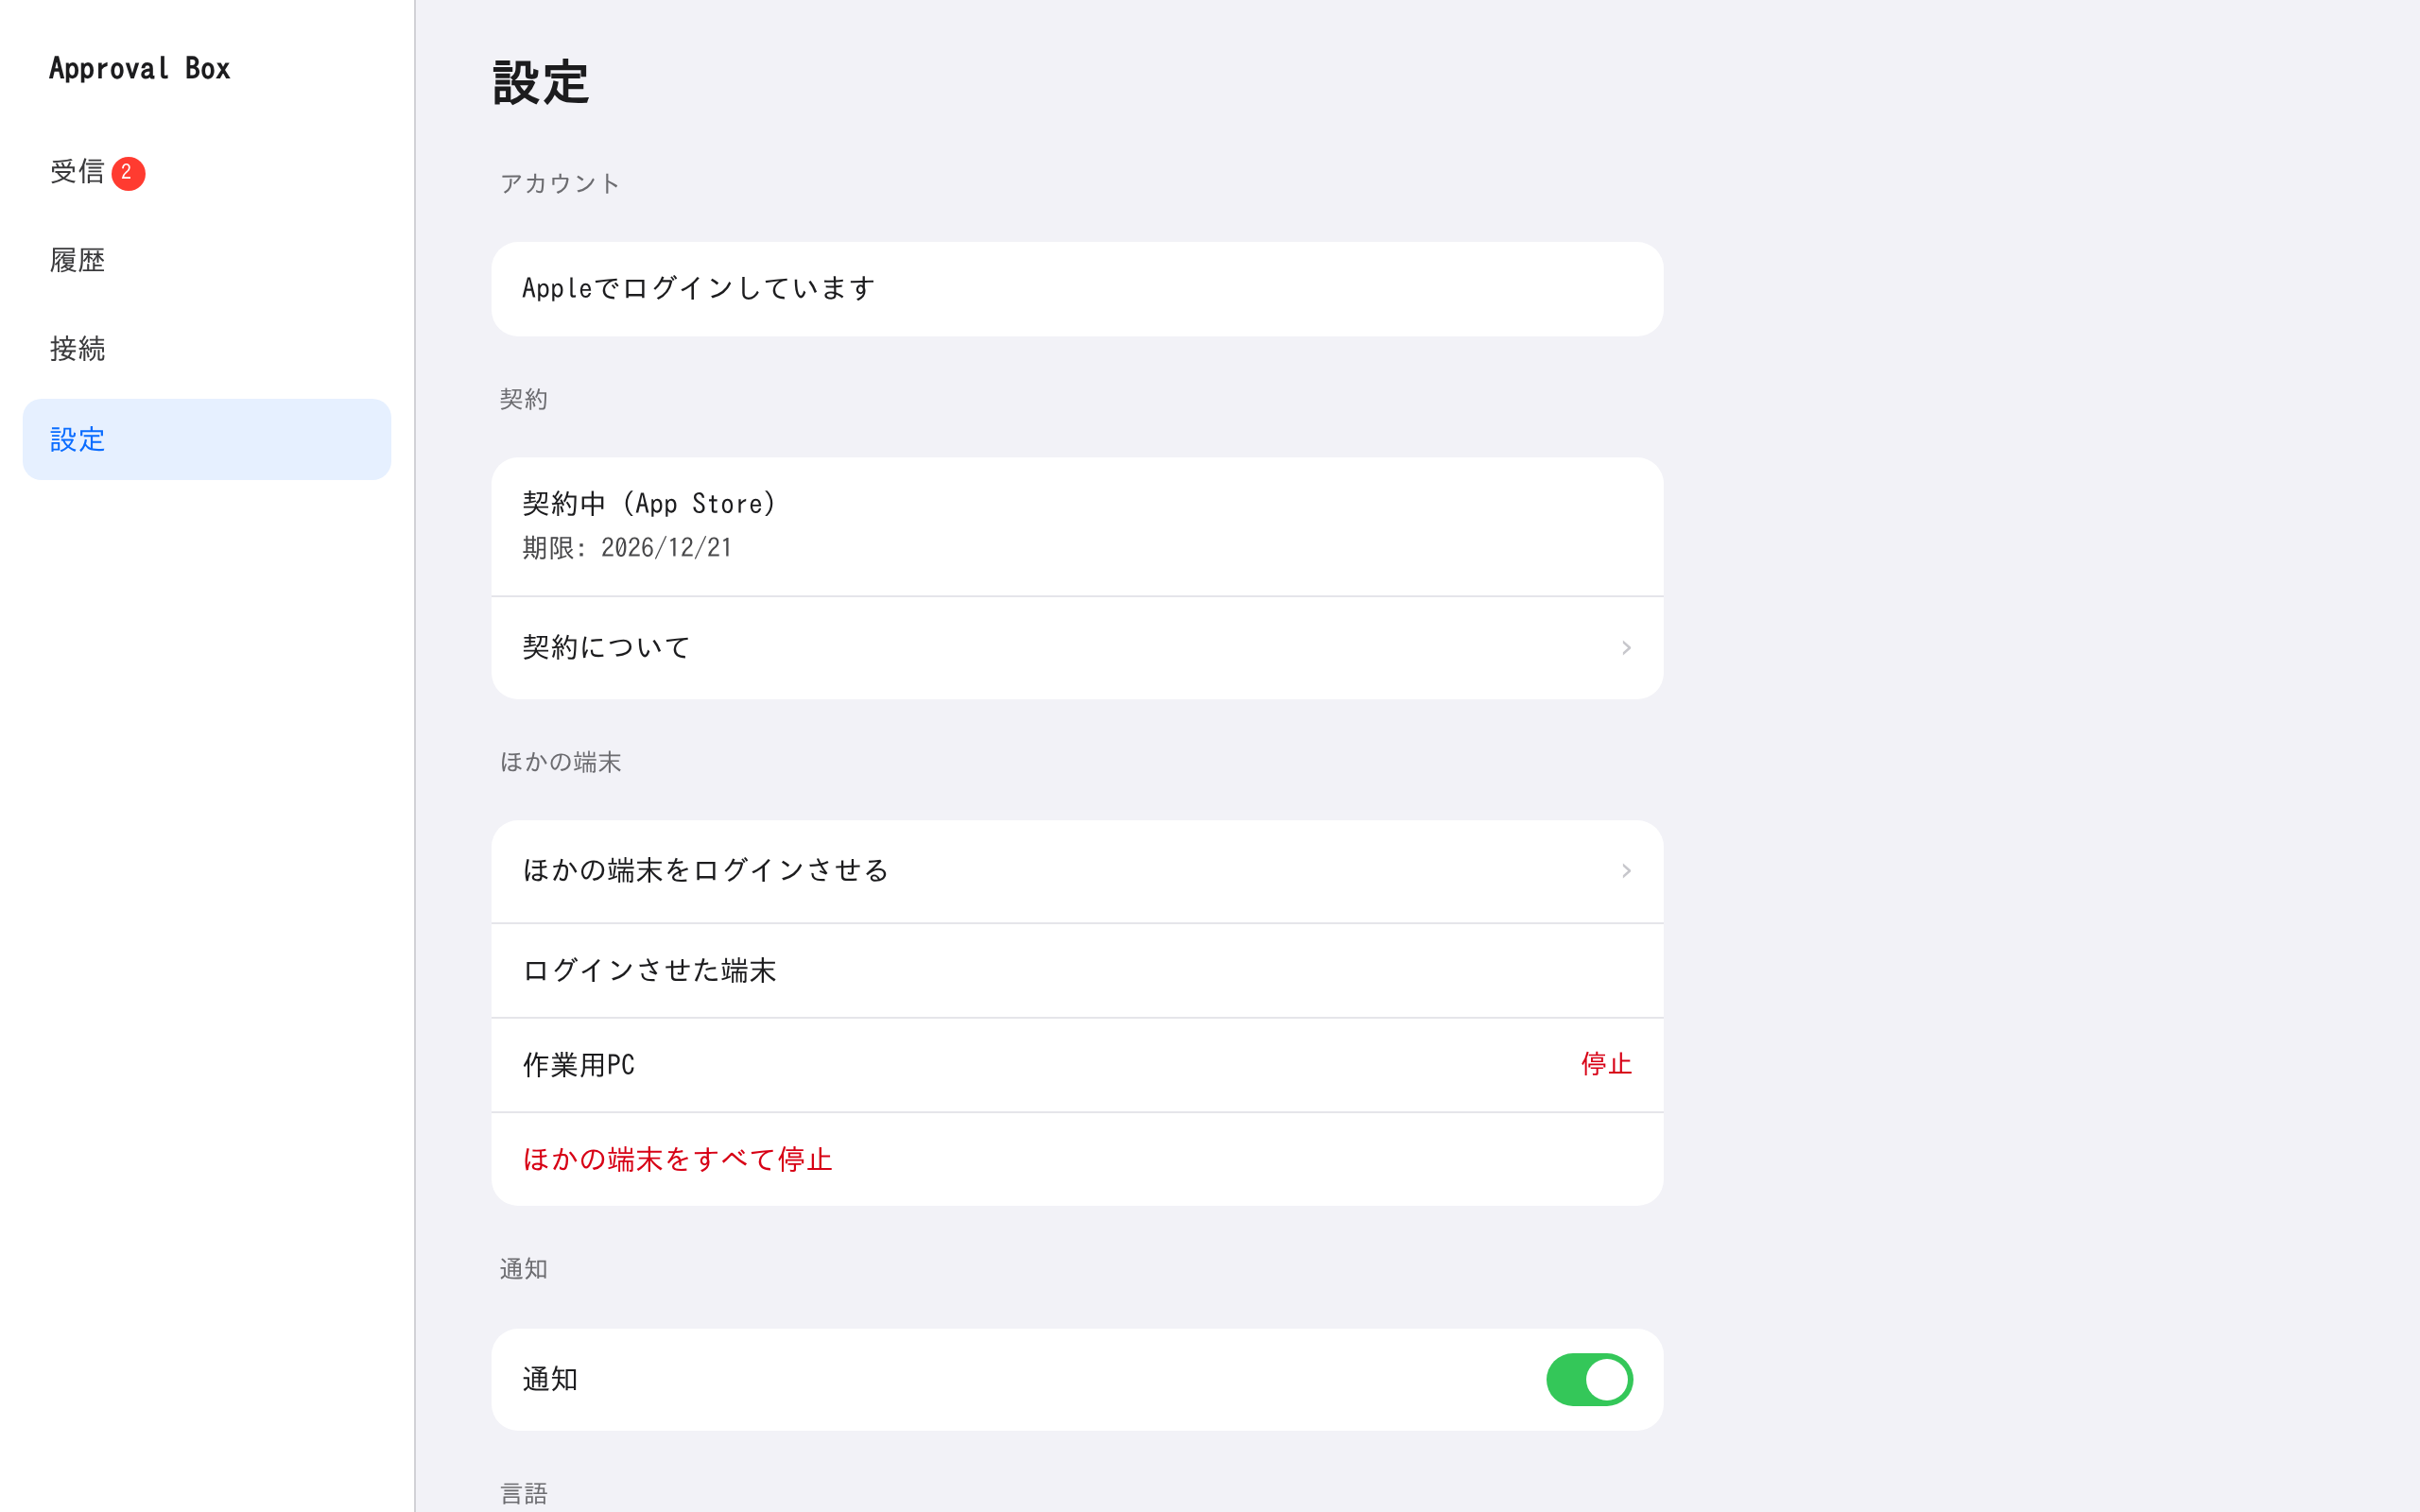 Approval Box
受信 2
履歴
接続
設定
設定
アカウント
Appleでログインしています
契約
契約中 (App Store)
期限: 2026/12/21
契約について
ほかの端末
ほかの端末をログインさせる
ログインさせた端末
作業用PC 停止
ほかの端末をすべて停止
通知
通知
言語